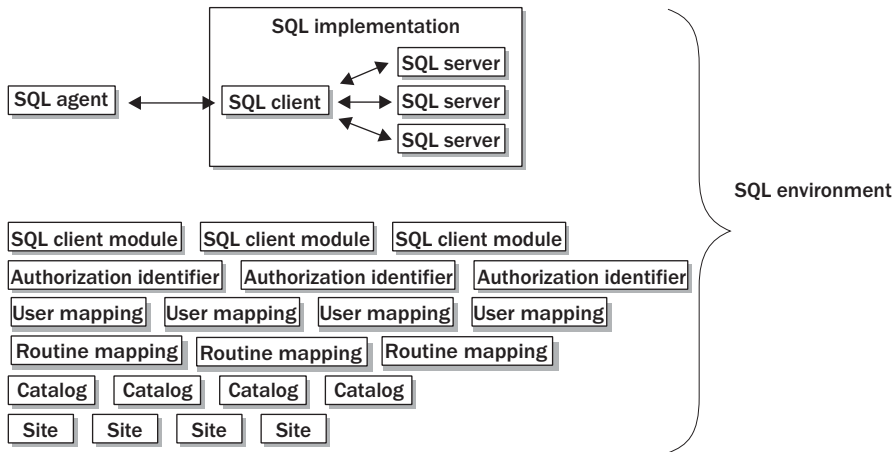 SQL implementation
SQL server
SQL agent
SQL client
SQL server
SQL server
SQL environment
SQL client module SQL client module SQL client module
Authorization identifier Authorization identifier Authorization identifier
User mapping User mapping User mapping User mapping
Routine mapping Routine mapping Routine mapping
Catalog Catalog Catalog Catalog
Site Site Site Site